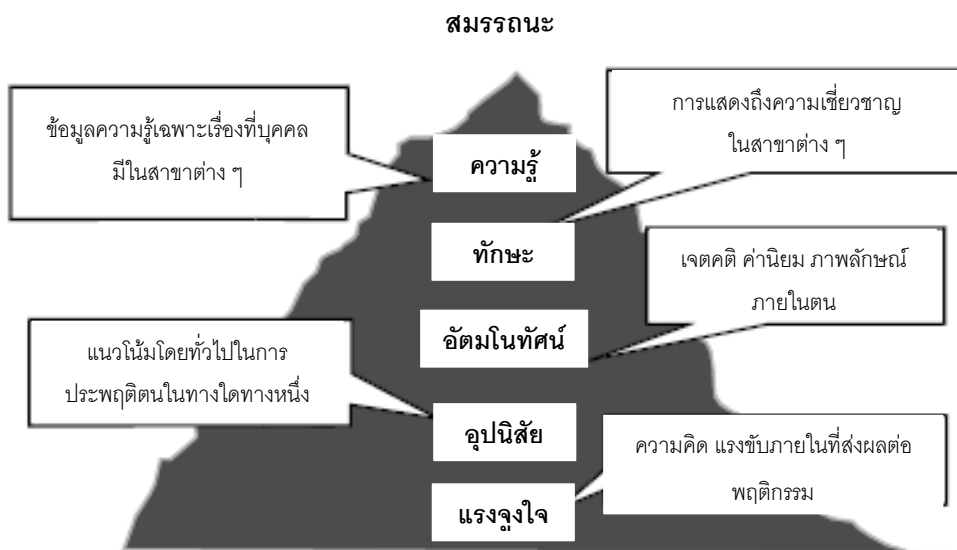 สมรรถนะ
ข้อมูลความรู้เฉพาะเรื่องที่บุคคล
มีในสาขาต่าง ๆ
ความรู้
การแสดงถึงความเชี่ยวชาญ
ในสาขาต่าง ๆ
ทักษะ
เจตคติ ค่านิยม ภาพลักษณ์
ภายในตน
อัตมโนทัศน์
แนวโน้มโดยทั่วไปในการ
ประพฤติตนในทางใดทางหนึ่ง
อุปนิสัย
ความคิด แรงขับภายในที่ส่งผลต่อ
พฤติกรรม
แรงจูงใจ